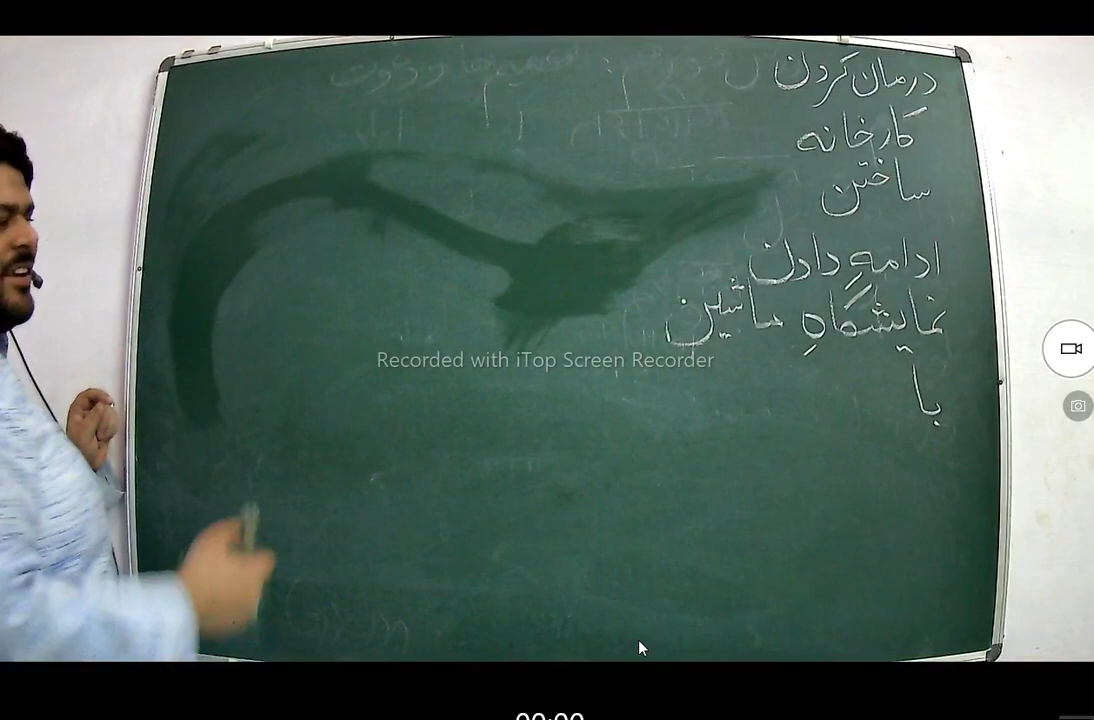 درمان کردن
کارخانه
ساختن
ادامهِ دادن
نمایشگاهِ ماشین
با
Recorded with iTop Screen Recorder
00:00